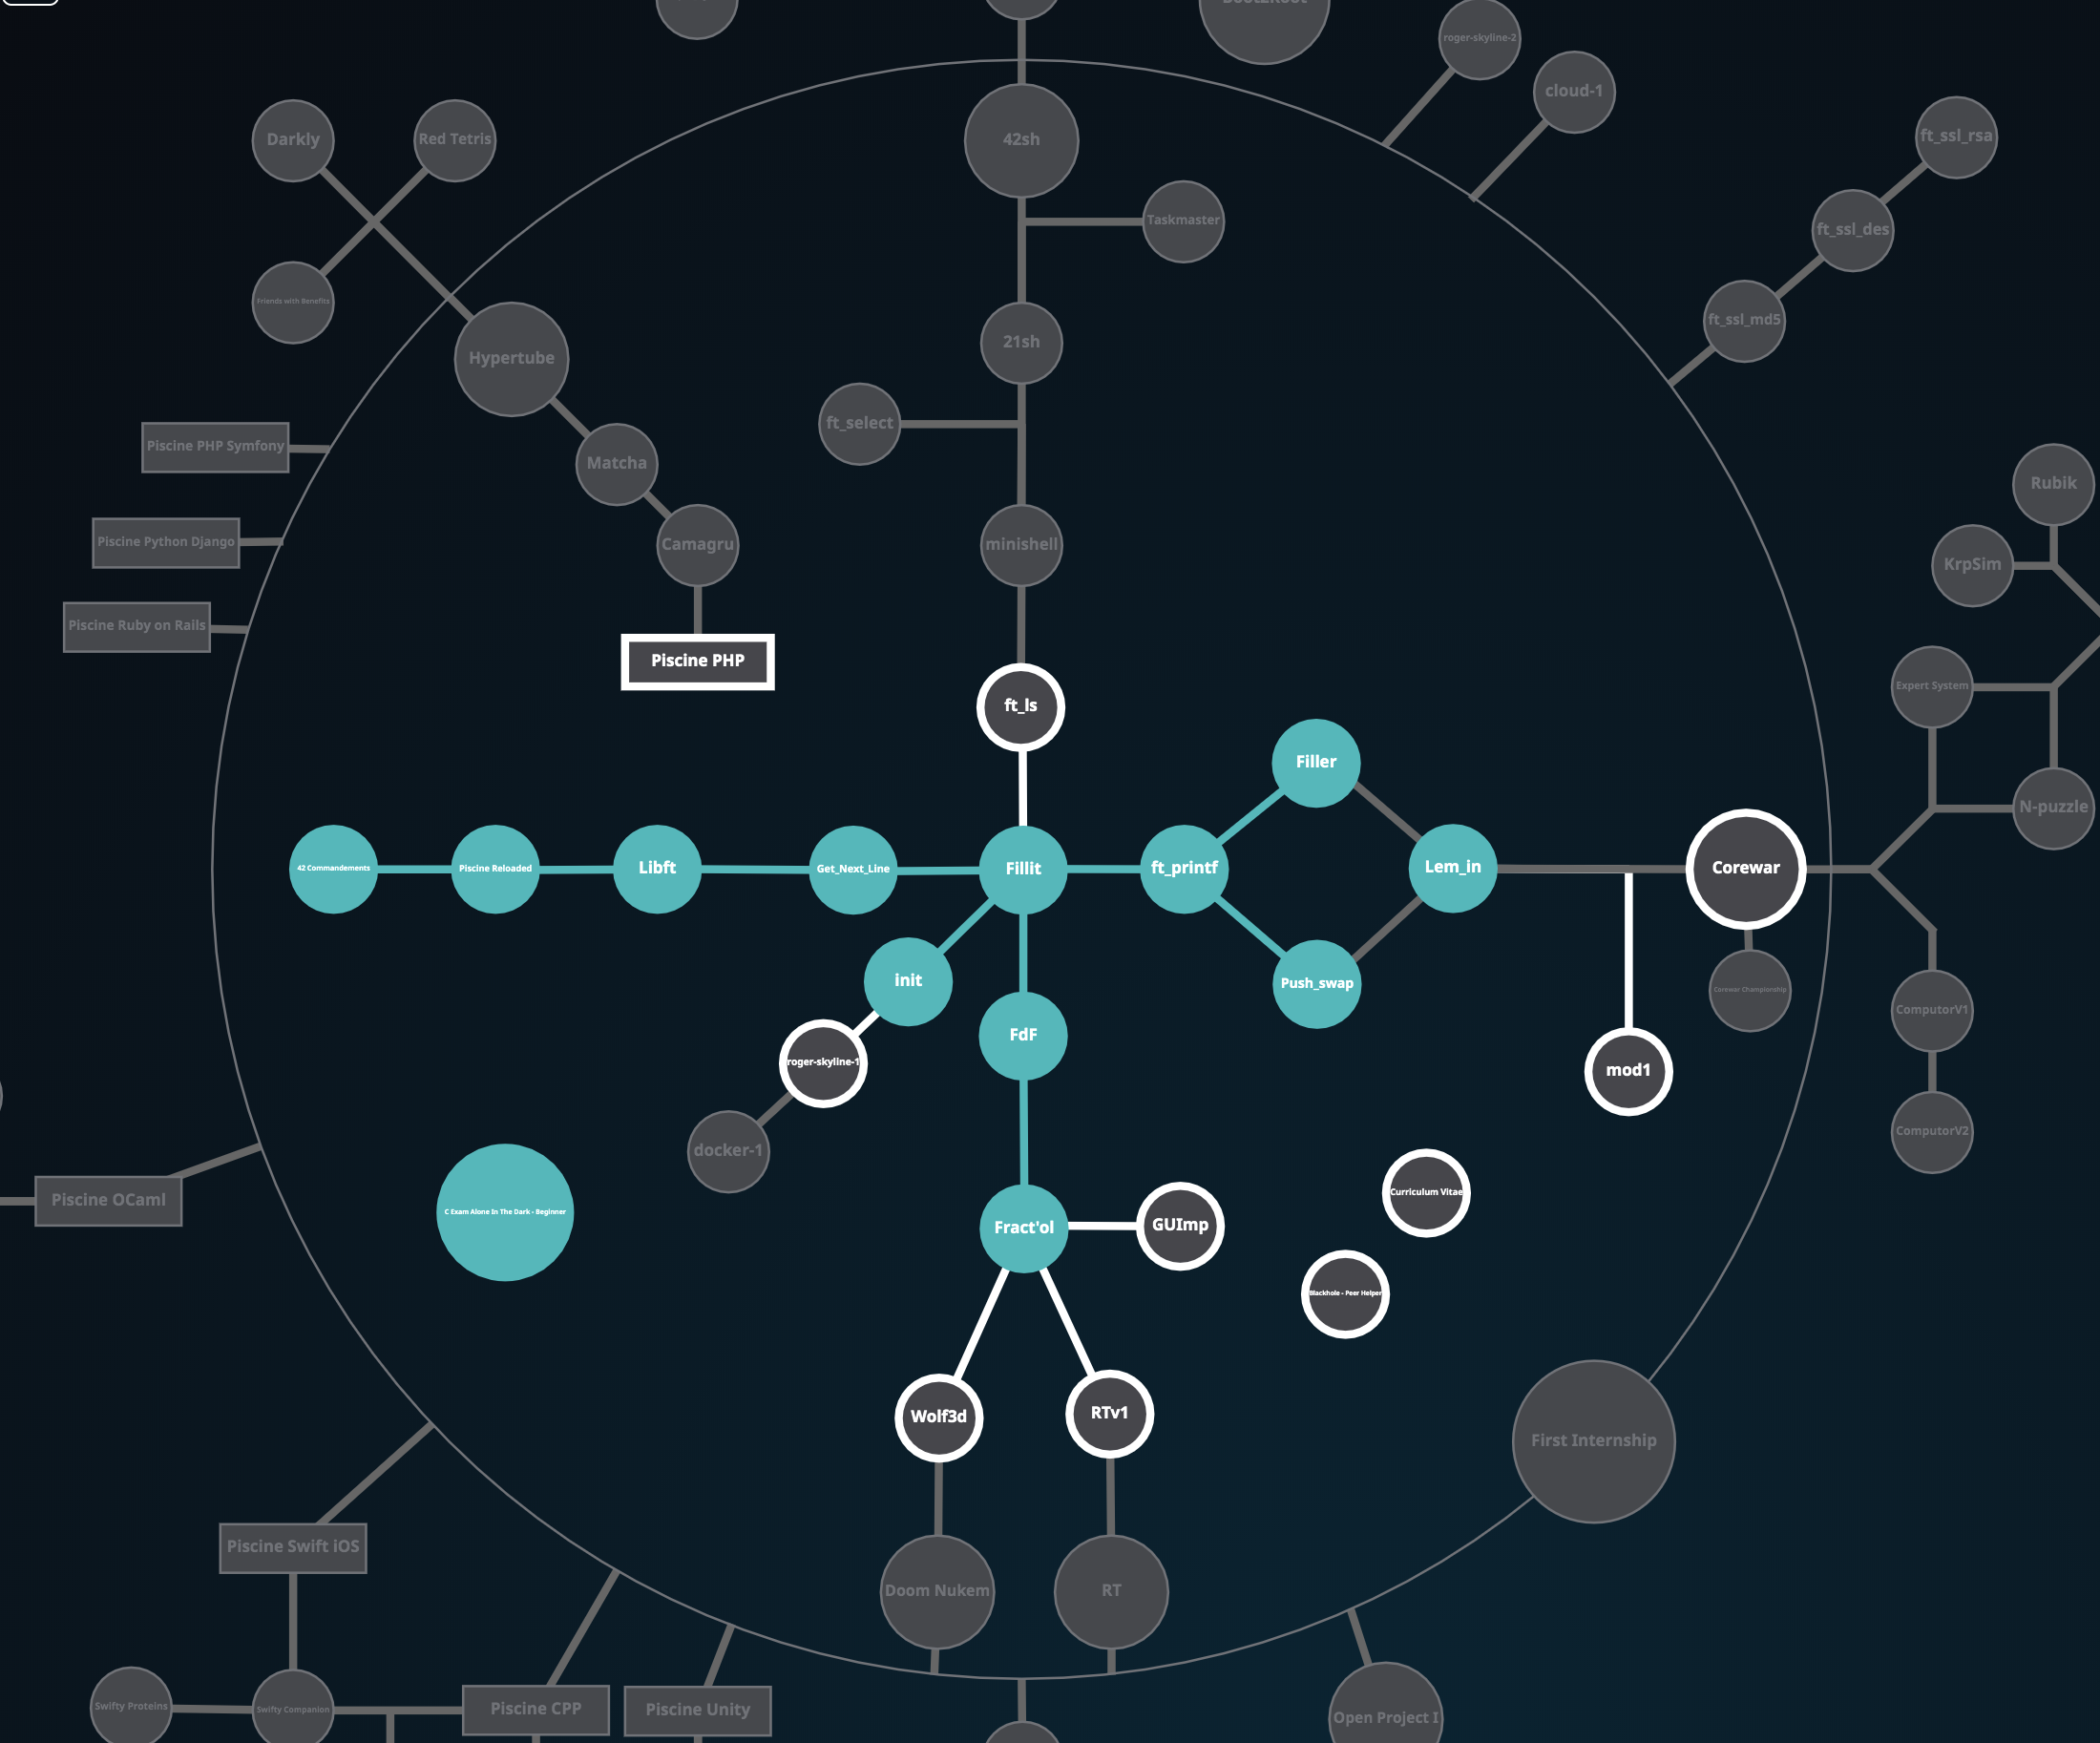 roger-skyline-2
cloud-1
Darkly
Red Tetris
42sh
ft_ssl_rsa
Taskmaster
ft_ssl_des
Friends with Benefits
ft_ssl_md5
21sh
Hypertube
ft_select
Piscine PHP Symfony
Matcha
Rubik
Piscine Python Django
Camagru
minishell
KrpSim
Piscine Ruby on Rails
Piscine PHP
Expert System
ft_ls
Filler
N-puzzle
42 Commandements
Piscine Reloaded
Libft
Get_Next_Line
Fillit
ft_printf
Lem_in
Corewar
init
Push_swap
Corewar Championship
ComputorV1
FdF
roger-skyline-1
mod1
ComputorV2
docker-1
Curriculum Vitae
Piscine OCaml
C Exam Alone In The Dark - Beginner
Fract'ol
GUImp
Blackhole - Peer Helper
Wolf3d
RTv1
First Internship
Piscine Swift iOS
Doom Nukem
RT
Swifty Proteins
Swifty Companion
Piscine CPP
Piscine Unity
Open Project I